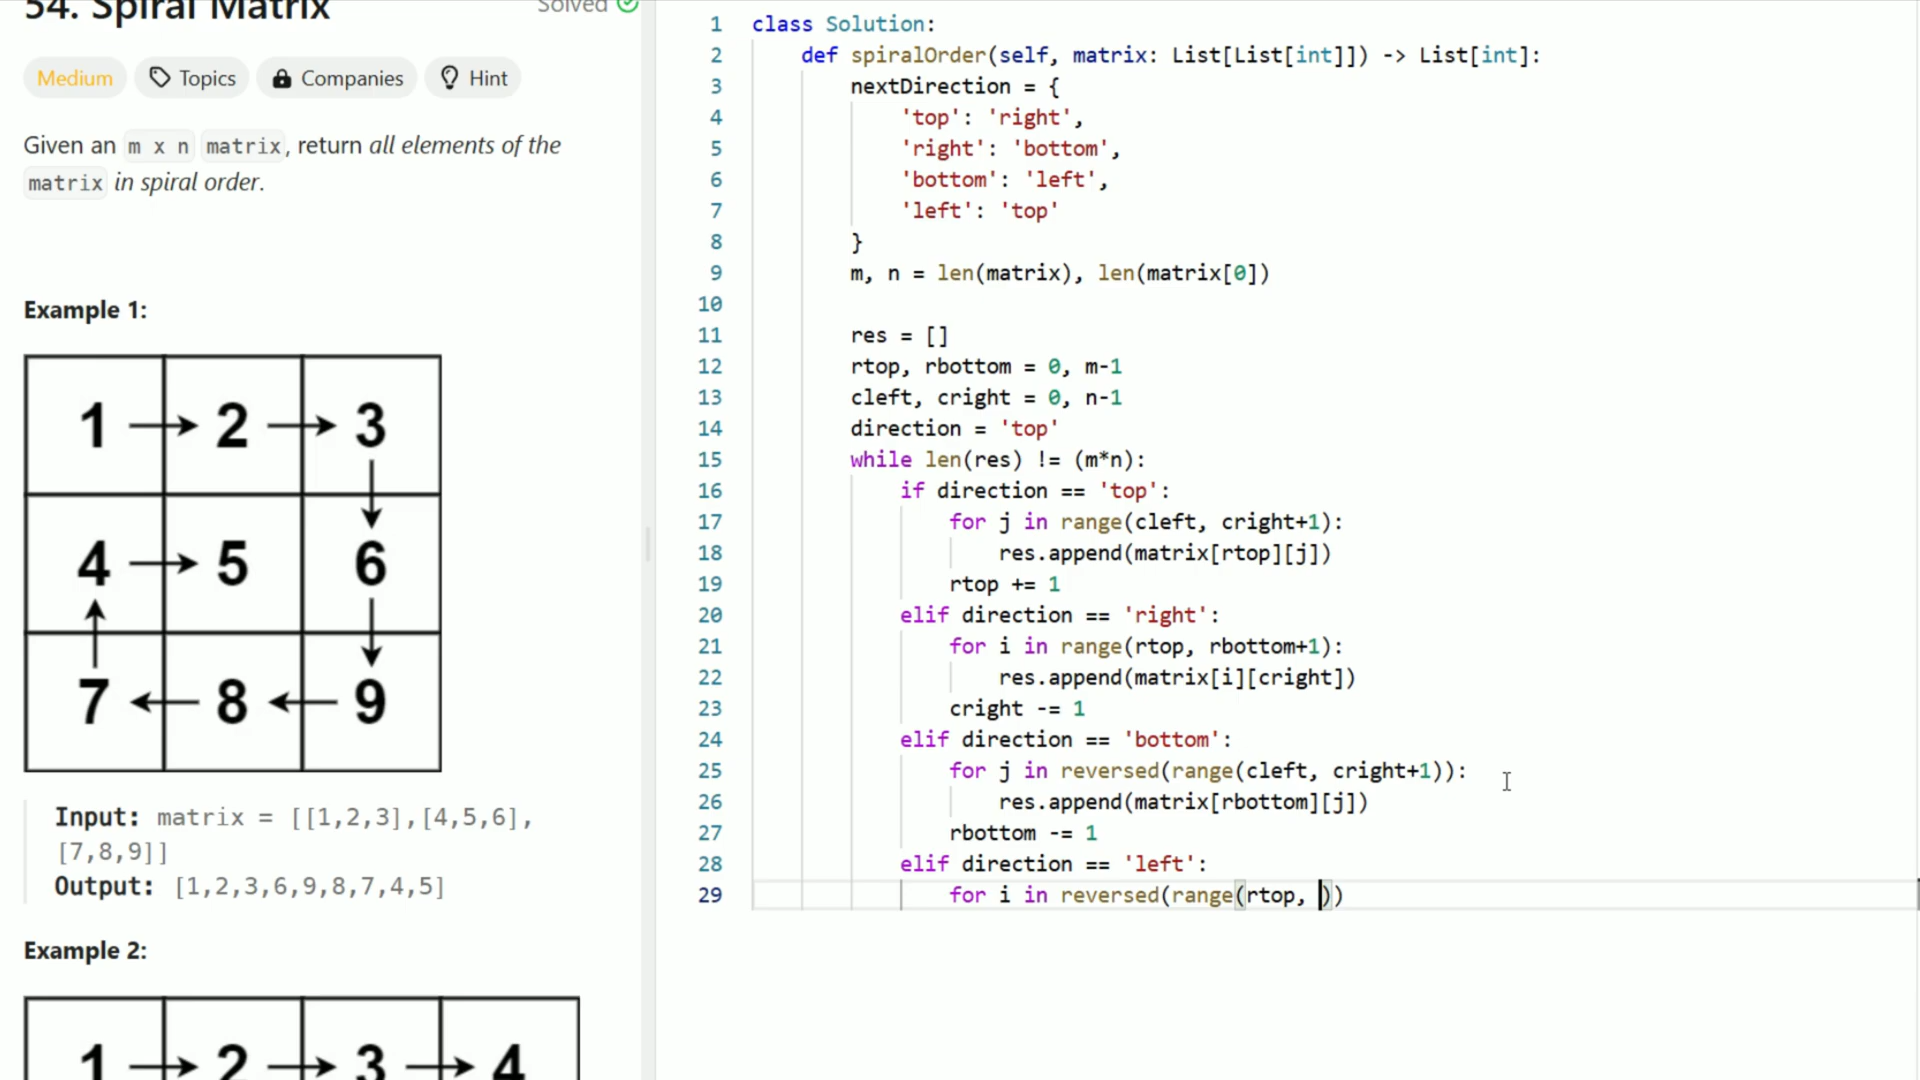 54. Spiral Matrix
Solved
Medium
Topics
Companies
Hint
Given an m x n matrix, return all elements of the
matrix in spiral order.
Example 1:
1 2 3
4 5 6
7 8 9
Input: matrix = [[1,2,3],[4,5,6],
[7,8,9]]
Output: [1,2,3,6,9,8,7,4,5]
Example 2:
1 2 3 4
1 class Solution:
2 def spiralOrder(self, matrix: List[List[int]]) -> List[int]:
3 nextDirection = {
4 'top': 'right',
5 'right': 'bottom',
6 'bottom': 'left',
7 'left': 'top'
8 }
9 m, n = len(matrix), len(matrix[0])
10
11 res = []
12 rtop, rbottom = 0, m-1
13 cleft, cright = 0, n-1
14 direction = 'top'
15 while len(res) != (m*n):
16 if direction == 'top':
17 for j in range(cleft, cright+1):
18 res.append(matrix[rtop][j])
19 rtop += 1
20 elif direction == 'right':
21 for i in range(rtop, rbottom+1):
22 res.append(matrix[i][cright])
23 cright -= 1
24 elif direction == 'bottom':
25 for j in reversed(range(cleft, cright+1)):
26 res.append(matrix[rbottom][j])
27 rbottom -= 1
28 elif direction == 'left':
29 for i in reversed(range(rtop, ))